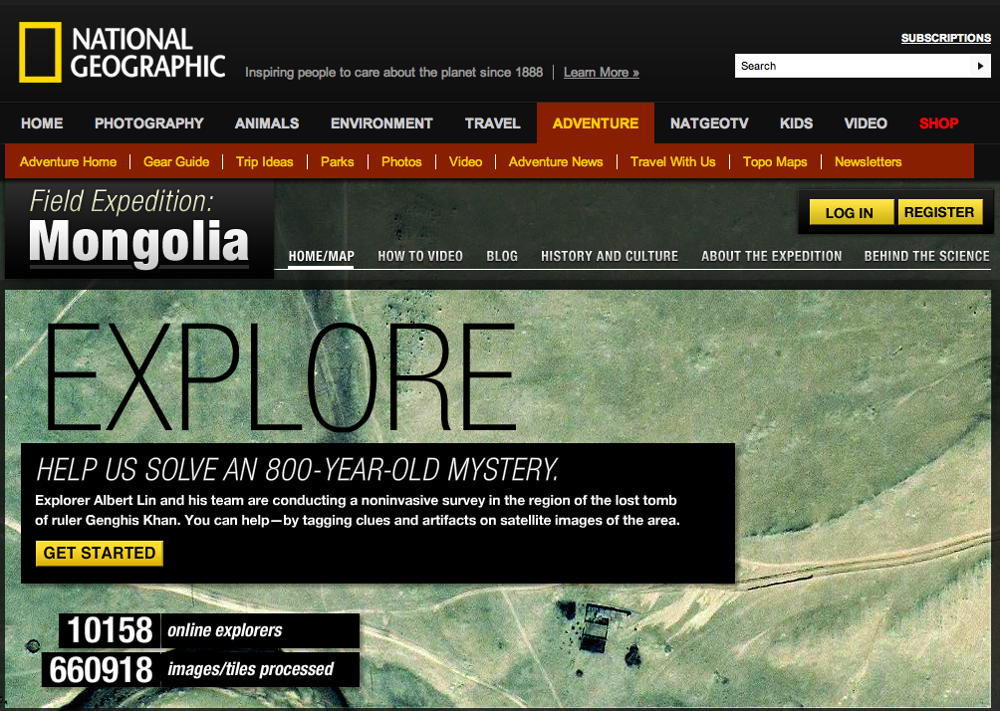 NATIONAL
GEOGRAPHIC
Inspiring people to care about the planet since 1888 | Learn More »
SUBSCRIPTIONS
Search
HOME PHOTOGRAPHY ANIMALS ENVIRONMENT TRAVEL ADVENTURE NATGEOTV KIDS VIDEO SHOP
Adventure Home | Gear Guide | Trip Ideas | Parks | Photos | Video | Adventure News | Travel With Us | Topo Maps | Newsletters
Field Expedition:
Mongolia
LOG IN REGISTER
HOME/MAP HOW TO VIDEO BLOG HISTORY AND CULTURE ABOUT THE EXPEDITION BEHIND THE SCIENCE
EXPLORE
HELP US SOLVE AN 800-YEAR-OLD MYSTERY.
Explorer Albert Lin and his team are conducting a noninvasive survey in the region of the lost tomb
of ruler Genghis Khan. You can help—by tagging clues and artifacts on satellite images of the area.
GET STARTED
10158 online explorers
660918 images/tiles processed